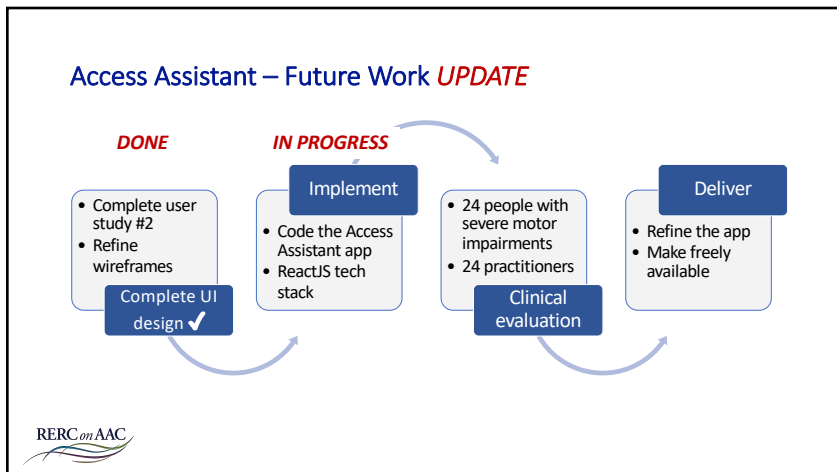 Access Assistant – Future Work UPDATE
DONE
• Complete user
study #2
• Refine
wireframes
Complete UI
design ✔
IN PROGRESS
Implement
• Code the Access
Assistant app
• ReactJS tech
stack
• 24 people with
severe motor
impairments
• 24 practitioners
Clinical
evaluation
Deliver
• Refine the app
• Make freely
available
RERC on AAC